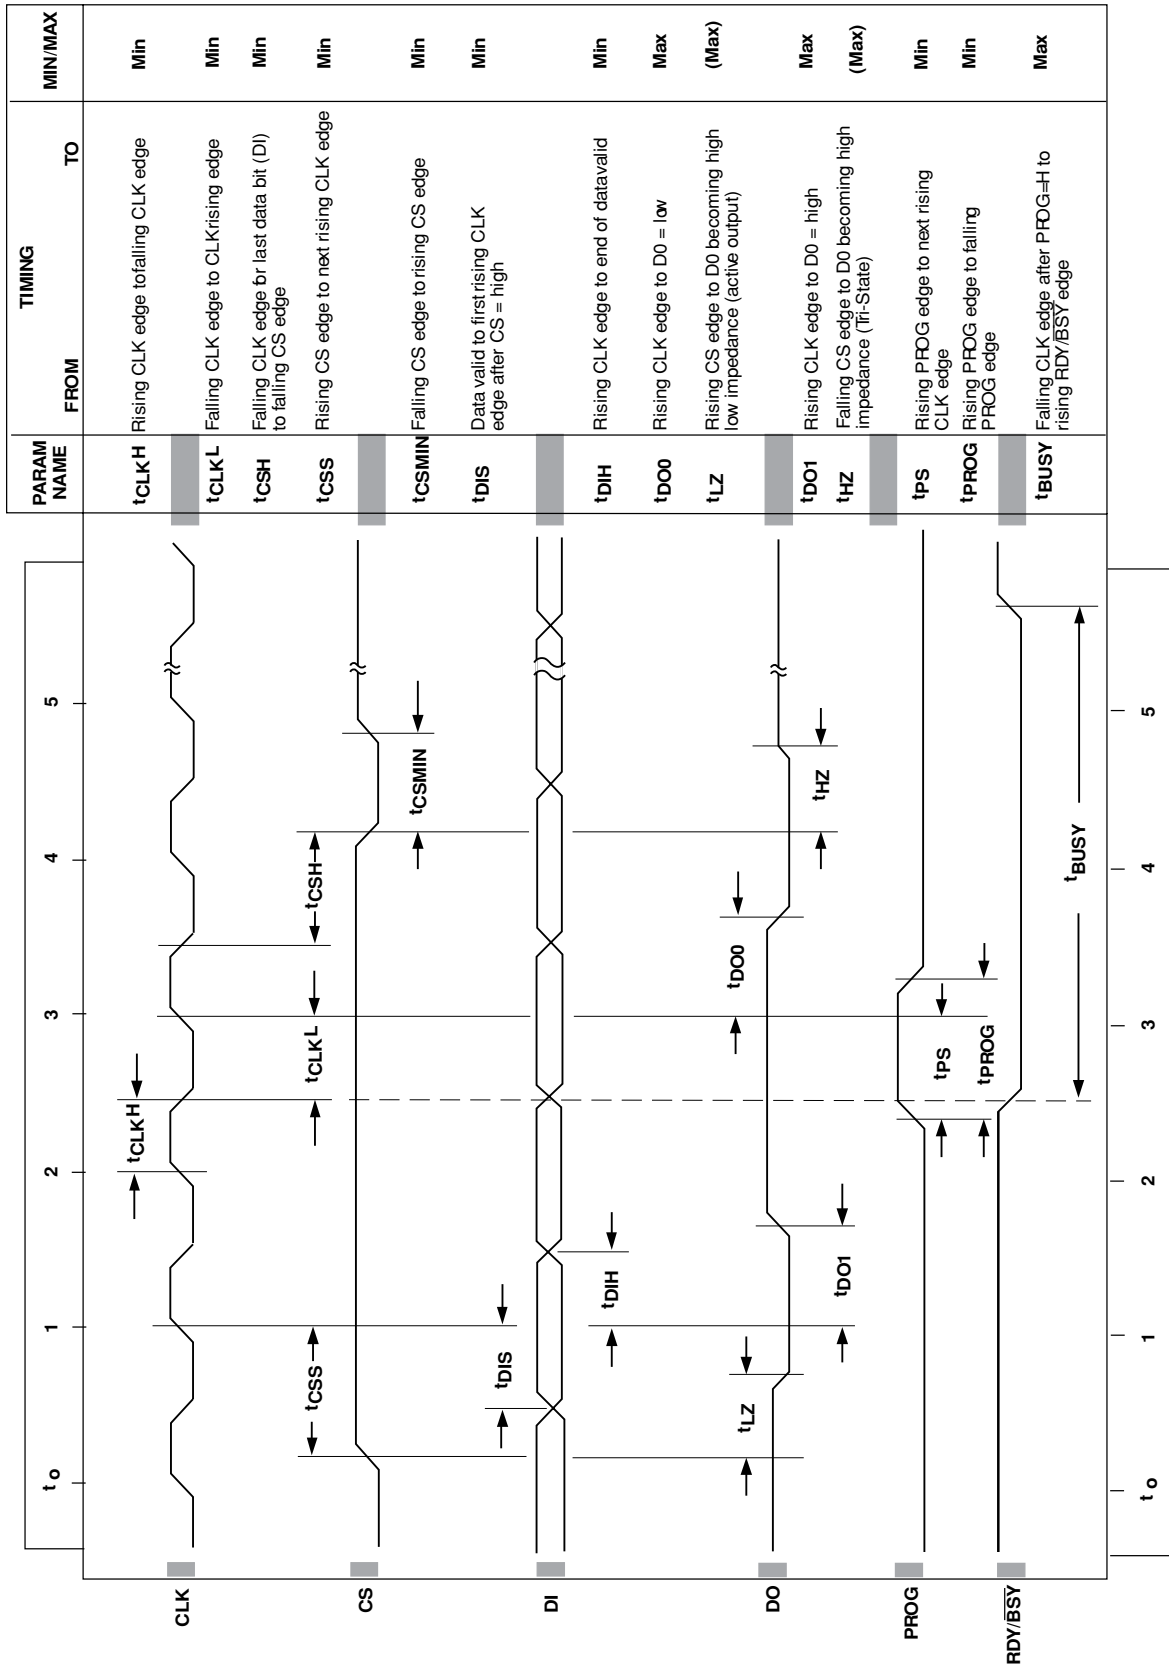 t o
1
2
3
4
5
PARAM
NAME
TIMING
FROM
TO
MIN/MAX
CLK
tCLKH
tCLKH Rising CLK edge tofalling CLK edge Min
tCLKL Falling CLK edge to CLKrising edge Min
tCSH Falling CLK edge for last data bit (DI)
to falling CS edge Min
tCSS
tCLKL
tCSH
tCSS Rising CS edge to next rising CLK edge Min
CS
tCSMIN
tCSMIN Falling CS edge to rising CS edge Min
tDIS
tDIS Data valid to first rising CLK
edge after CS = high Min
DI
tDIH
tDIH Rising CLK edge to end of datavalid Min
tDO0 Rising CLK edge to D0 = low Max
tLZ
tDO0
tLZ Rising CS edge to D0 becoming high
low impedance (active output) (Max)
DO
tDO1
tHZ
tDO1 Rising CLK edge to D0 = high Max
tHZ Falling CS edge to D0 becoming high
impedance (Tri-State) (Max)
PROG
tPS
tPS Rising PROG edge to next rising
CLK edge Min
tPROG
tPROG Rising PROG edge to falling
PROG edge Min
RDY/BSY
tBUSY
tBUSY Falling CLK edge after PROG=H to
rising RDY/BSY edge Max
t o
1
2
3
4
5